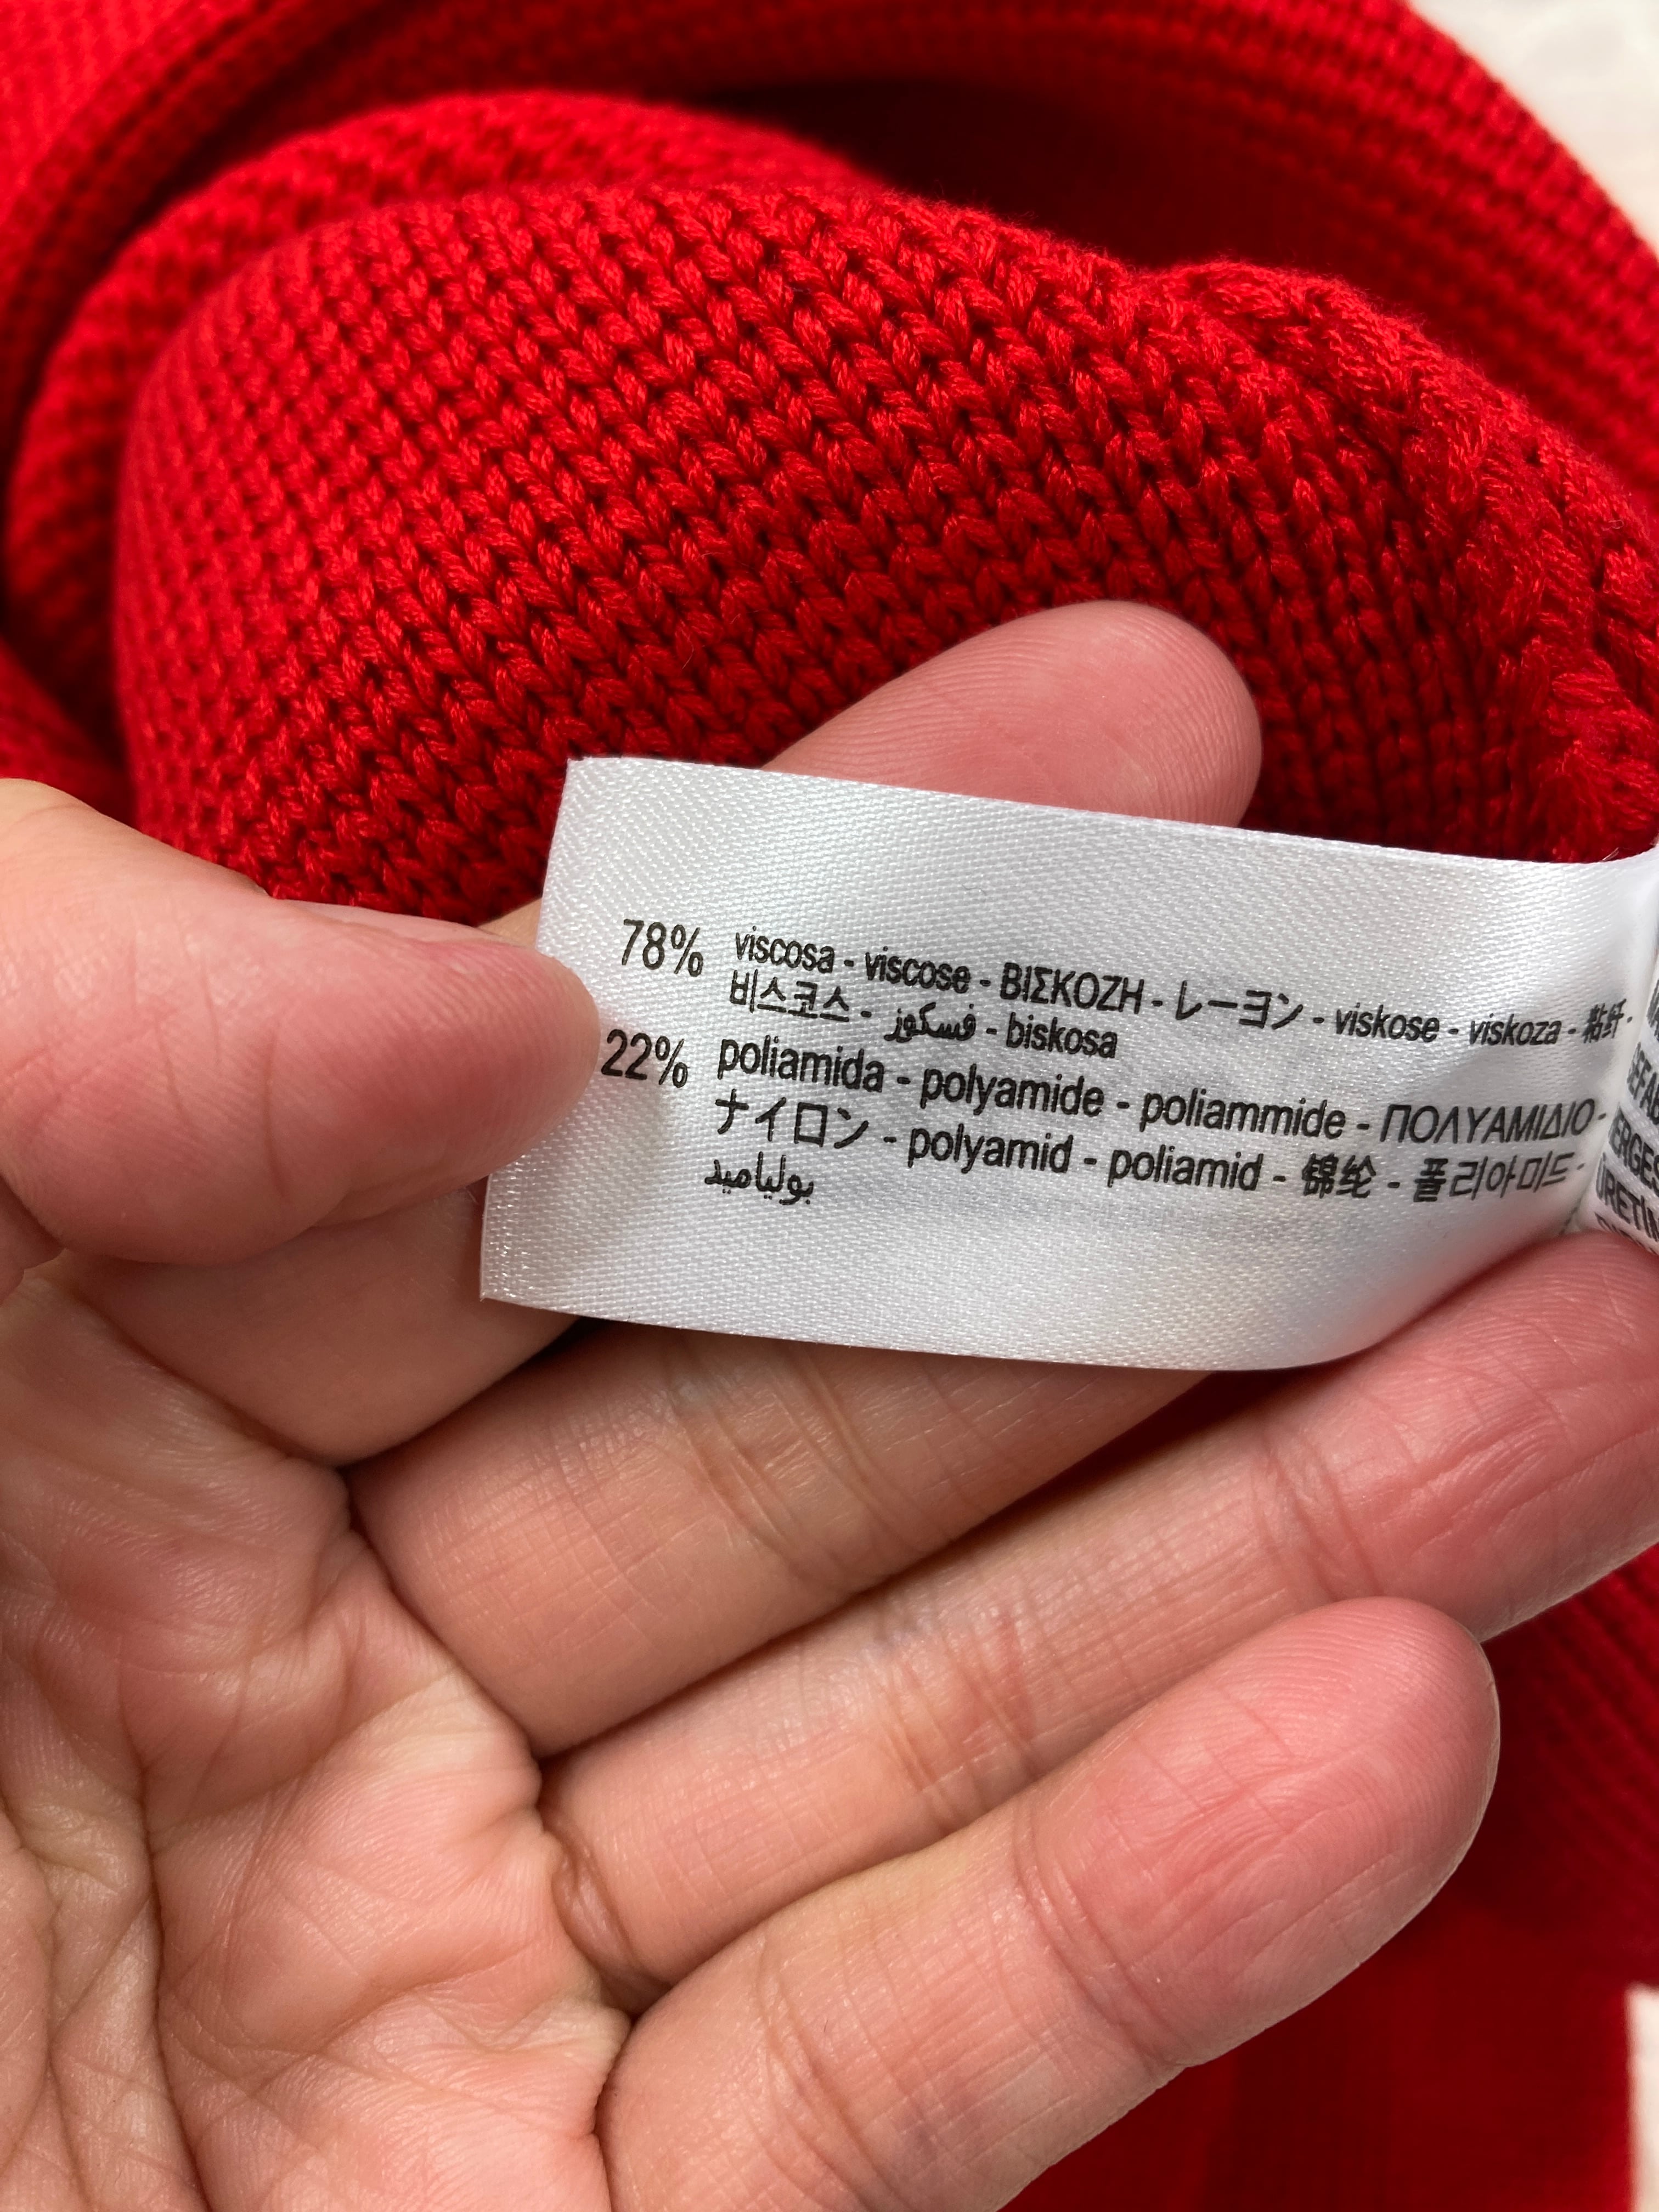 78% viscosa - viscose - ΒΙΣΚΟΖΗ - レーヨン - viskose - viskoza - 粘纤 -
비스코스 - فسكوز - biskosa
22% poliamida - polyamide - poliammide - ΠΟΛΥΑΜΙΔΙΟ -
ナイロン - polyamid - poliamid - 锦纶 - 폴리아미드 -
بولياميد